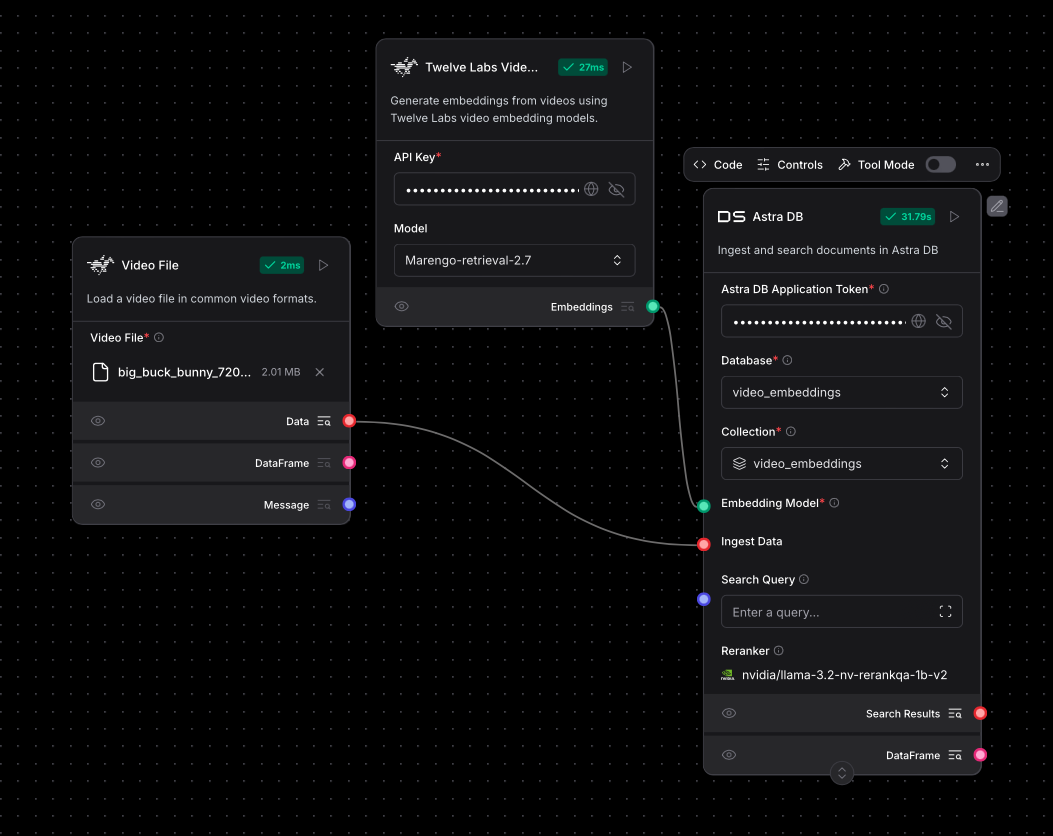 Twelve Labs Vide...
27ms
Generate embeddings from videos using
Twelve Labs video embedding models.
API Key*
Model
Marengo-retrieval-2.7
Embeddings
Video File
2ms
Load a video file in common video formats.
Video File*
big_buck_bunny_720... 2.01 MB
Data
DataFrame
Message
Code Controls Tool Mode
DS Astra DB
31.79s
Ingest and search documents in Astra DB
Astra DB Application Token*
Database*
video_embeddings
Collection*
video_embeddings
Embedding Model*
Ingest Data
Search Query
Enter a query...
Reranker
nvidia/llama-3.2-nv-rerankqa-1b-v2
Search Results
DataFrame